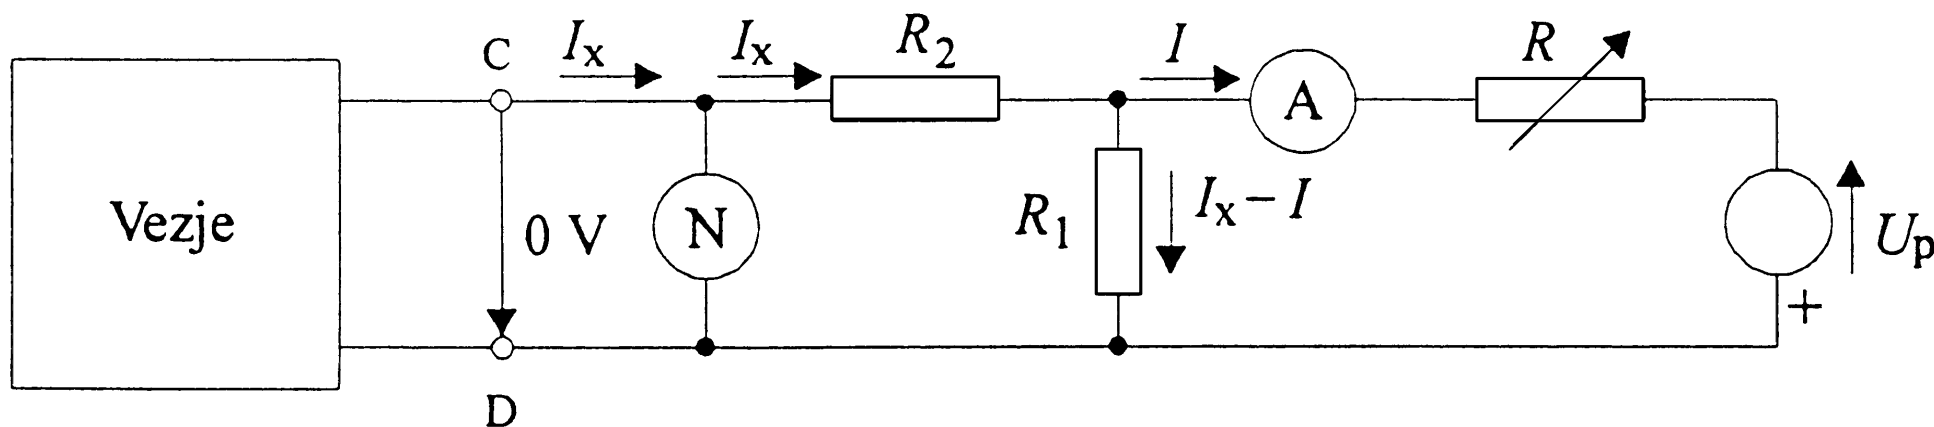 C
Iₓ
Iₓ
R₂
I
A
R
Vezje
0 V
N
R₁
Iₓ – I
Uₚ
+
D